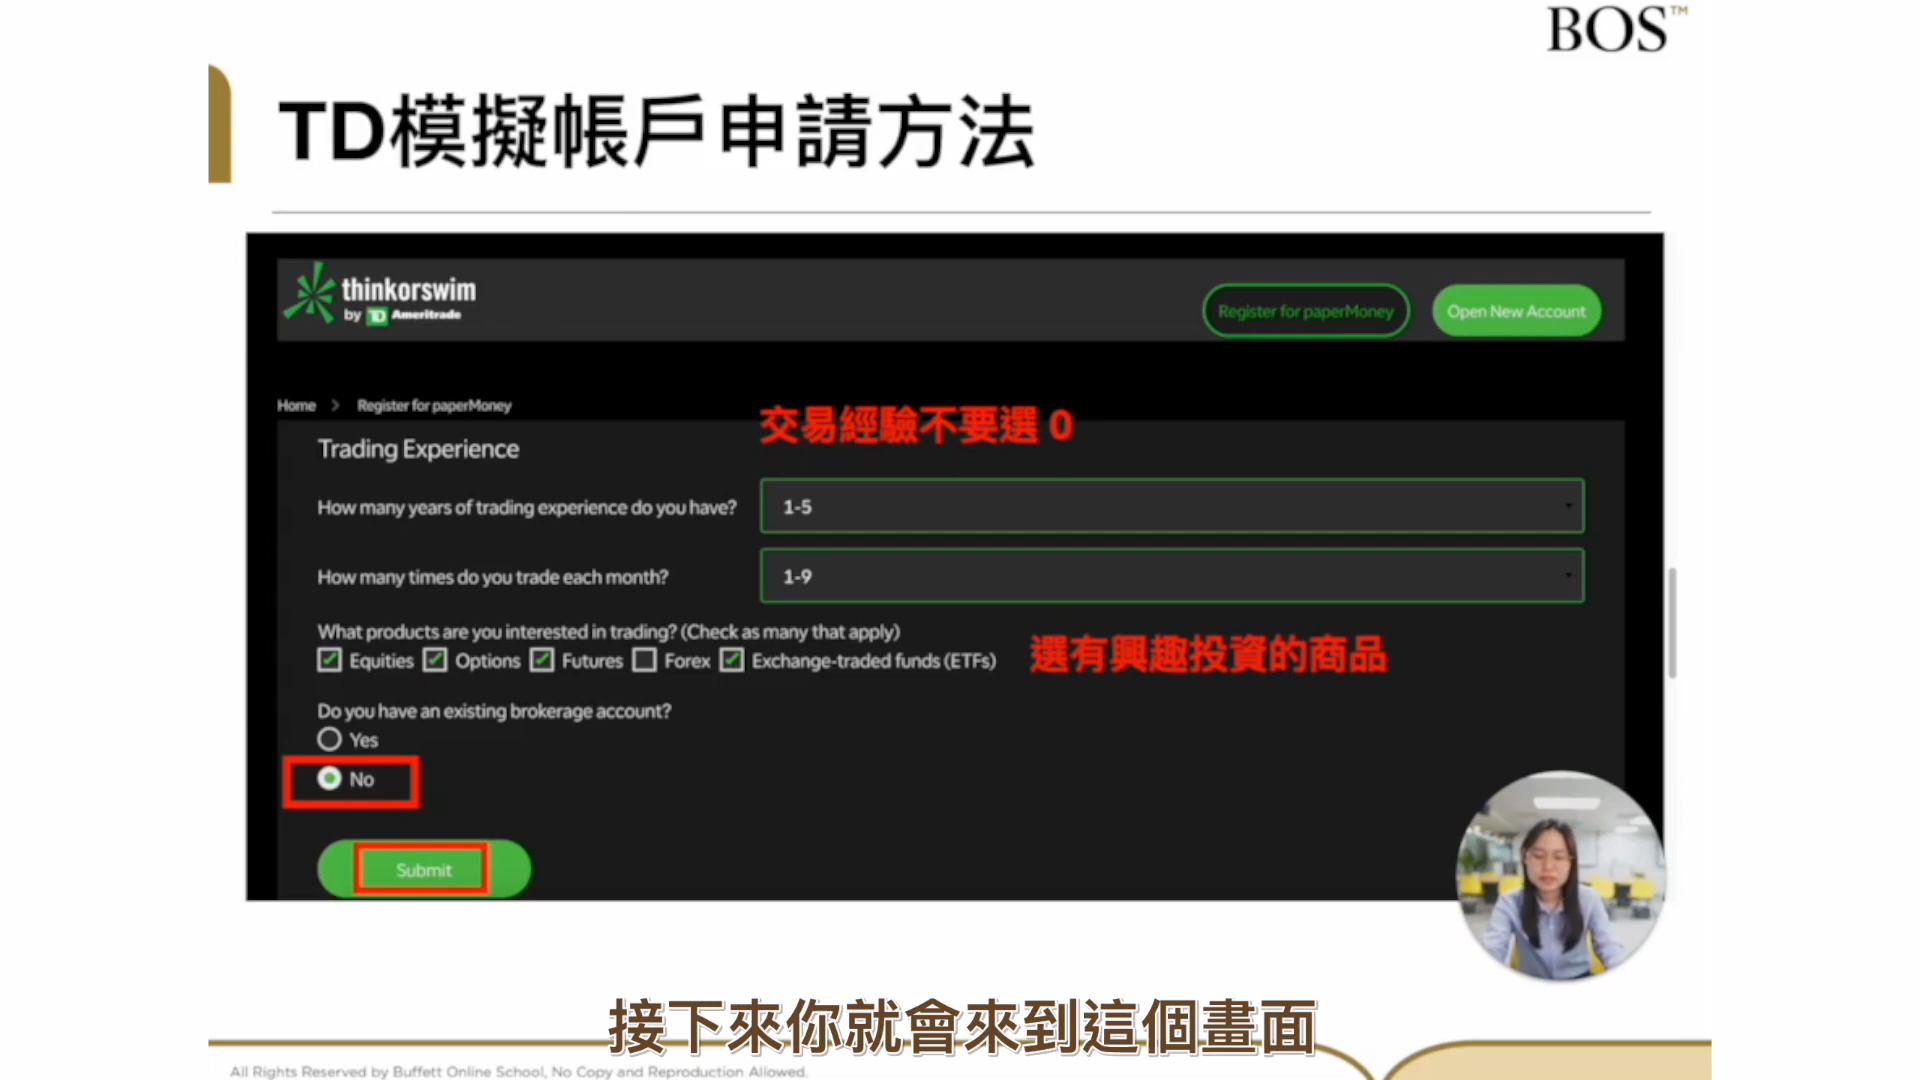 BOS™
TD模擬帳戶申請方法
thinkorswim
by TD Ameritrade
Register for paperMoney
Open New Account
Home > Register for paperMoney
交易經驗不要選 0
Trading Experience
How many years of trading experience do you have?
1-5
How many times do you trade each month?
1-9
What products are you interested in trading? (Check as many that apply)
Equities Options Futures Forex Exchange-traded funds (ETFs)
選有興趣投資的商品
Do you have an existing brokerage account?
Yes
No
Submit
接下來你就會來到這個畫面
All Rights Reserved by Buffett Online School, No Copy and Reproduction Allowed.